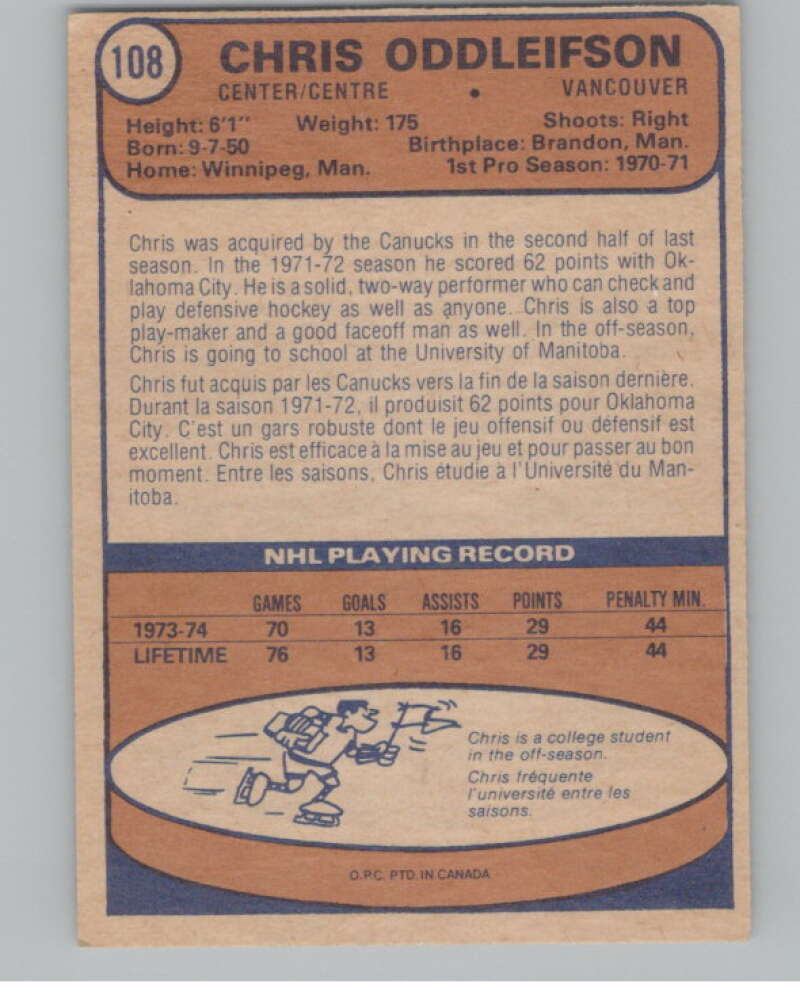 108
CHRIS ODDLEIFSON
CENTER/CENTRE • VANCOUVER
Height: 6'1" Weight: 175 Shoots: Right
Born: 9-7-50 Birthplace: Brandon, Man.
Home: Winnipeg, Man. 1st Pro Season: 1970-71
Chris was acquired by the Canucks in the second half of last
season. In the 1971-72 season he scored 62 points with Ok-
lahoma City. He is a solid, two-way performer who can check and
play defensive hockey as well as anyone. Chris is also a top
play-maker and a good faceoff man as well. In the off-season,
Chris is going to school at the University of Manitoba.
Chris fut acquis par les Canucks vers la fin de la saison dernière.
Durant la saison 1971-72, il produisit 62 points pour Oklahoma
City. C'est un gars robuste dont le jeu offensif ou défensif est
excellent. Chris est efficace à la mise au jeu et pour passer au bon
moment. Entre les saisons, Chris étudie à l'Université du Man-
itoba.
NHL PLAYING RECORD
GAMES GOALS ASSISTS POINTS PENALTY MIN.
1973-74 70 13 16 29 44
LIFETIME 76 13 16 29 44
Chris is a college student
in the off-season.
Chris fréquente
l'université entre les
saisons.
O.P.C. PTD. IN CANADA